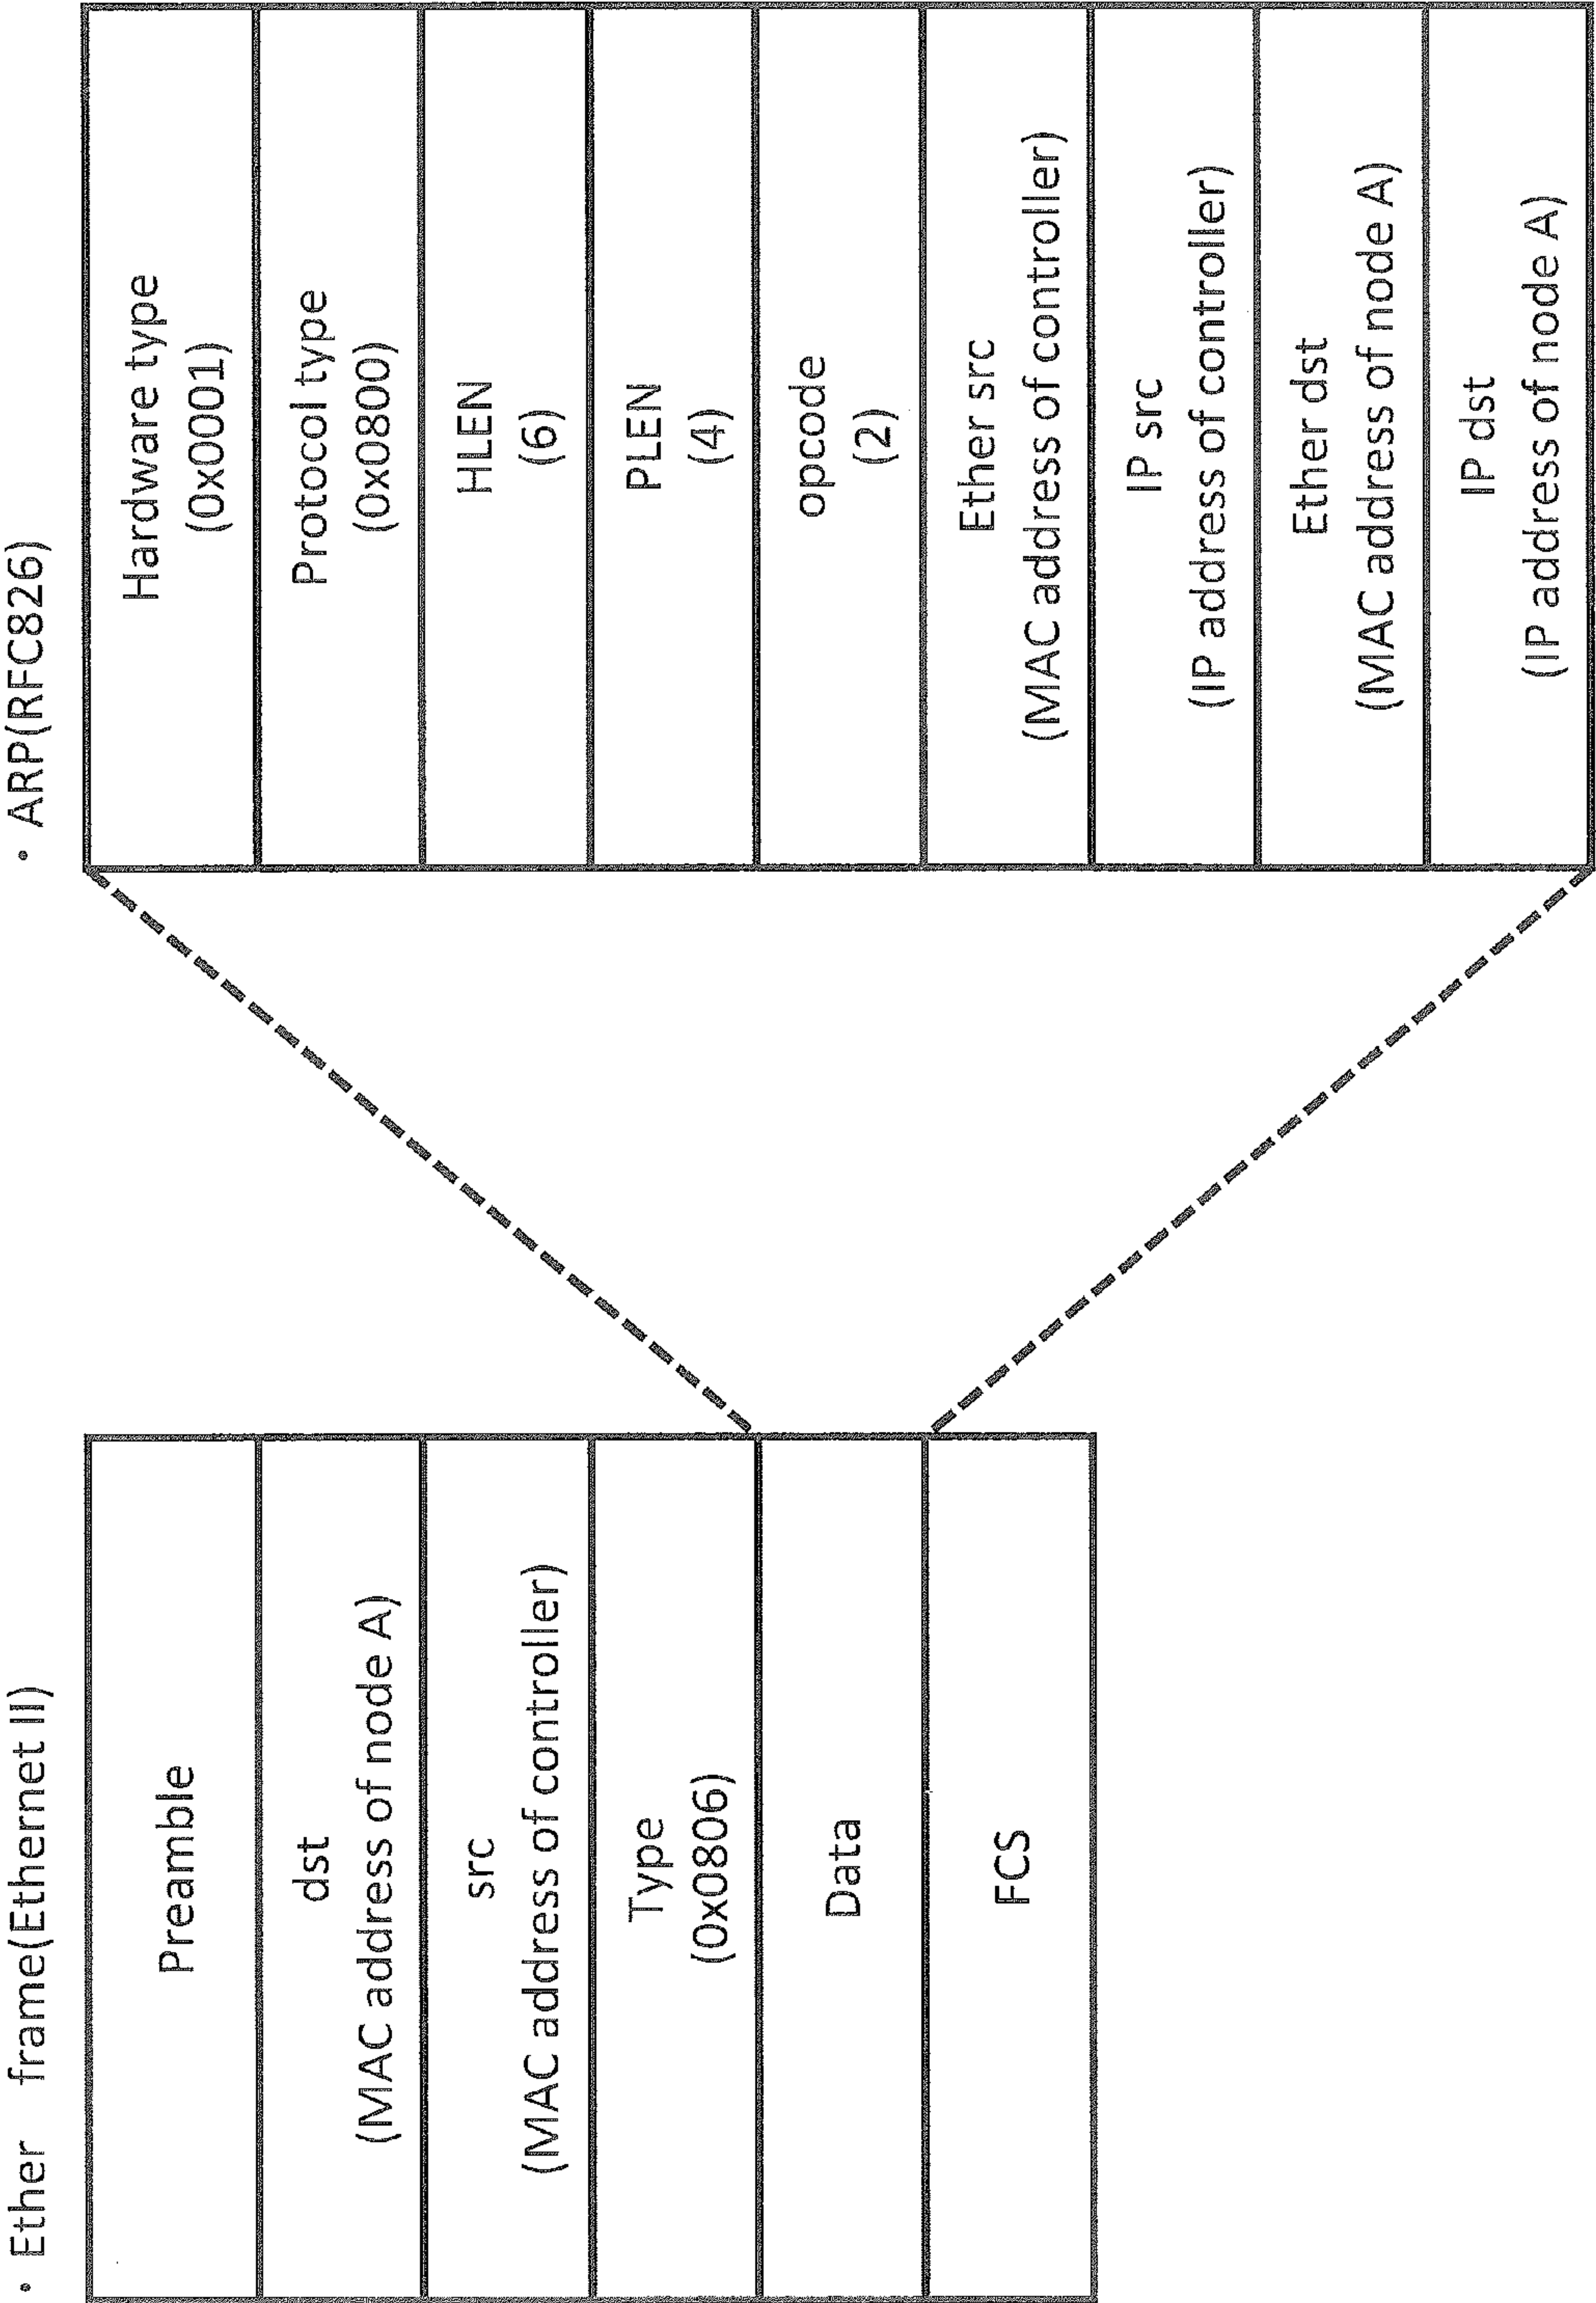 ・Ether frame(Ethernet II)
Preamble
dst
(MAC address of node A)
src
(MAC address of controller)
Type
(0x0806)
Data
FCS
・ARP(RFC826)
Hardware type
(0x0001)
Protocol type
(0x0800)
HLEN
(6)
PLEN
(4)
opcode
(2)
Ether src
(MAC address of controller)
IP src
(IP address of controller)
Ether dst
(MAC address of node A)
IP dst
(IP address of node A)